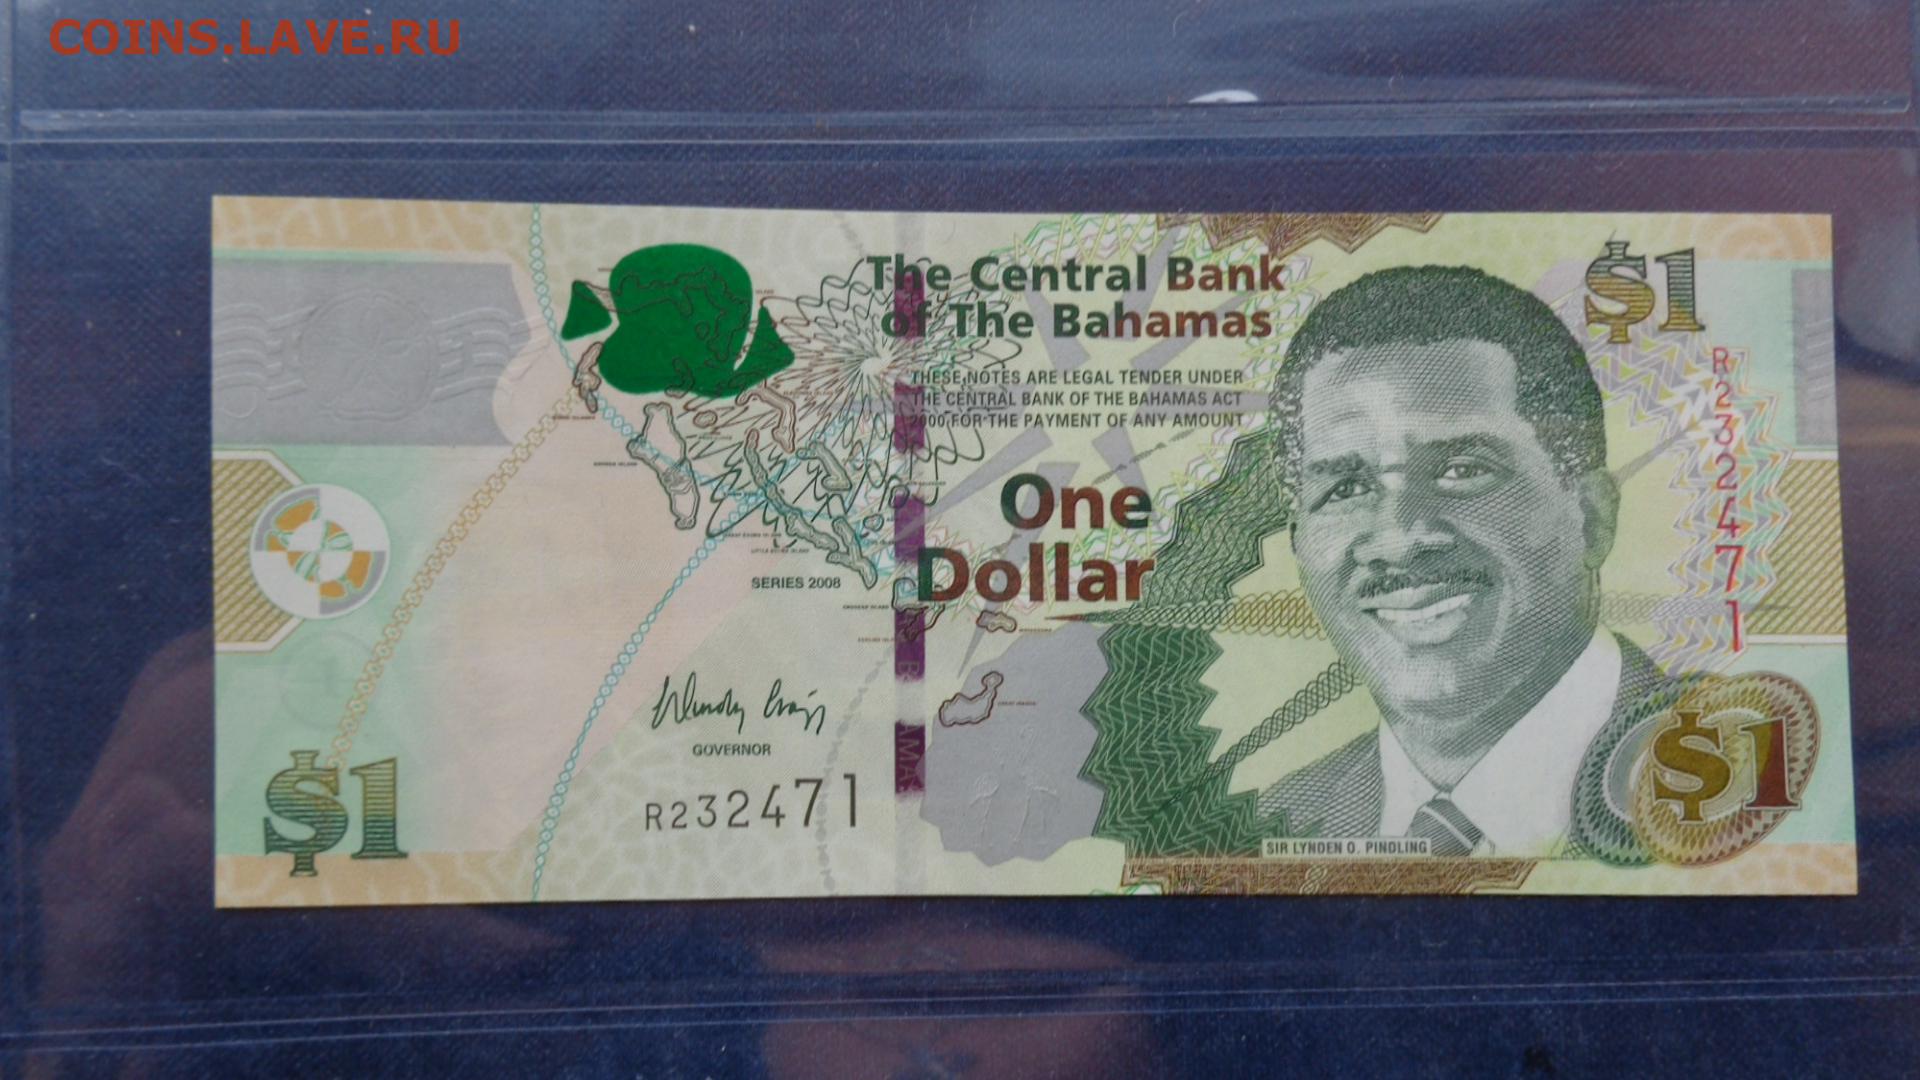 COINS.LAVE.RU
The Central Bank
of The Bahamas
$1
THESE NOTES ARE LEGAL TENDER UNDER
THE CENTRAL BANK OF THE BAHAMAS ACT
2000 FOR THE PAYMENT OF ANY AMOUNT
R232471
One
Dollar
SERIES 2008
Wendy Craigg
GOVERNOR
R232471
$1
$1
SIR LYNDEN O. PINDLING